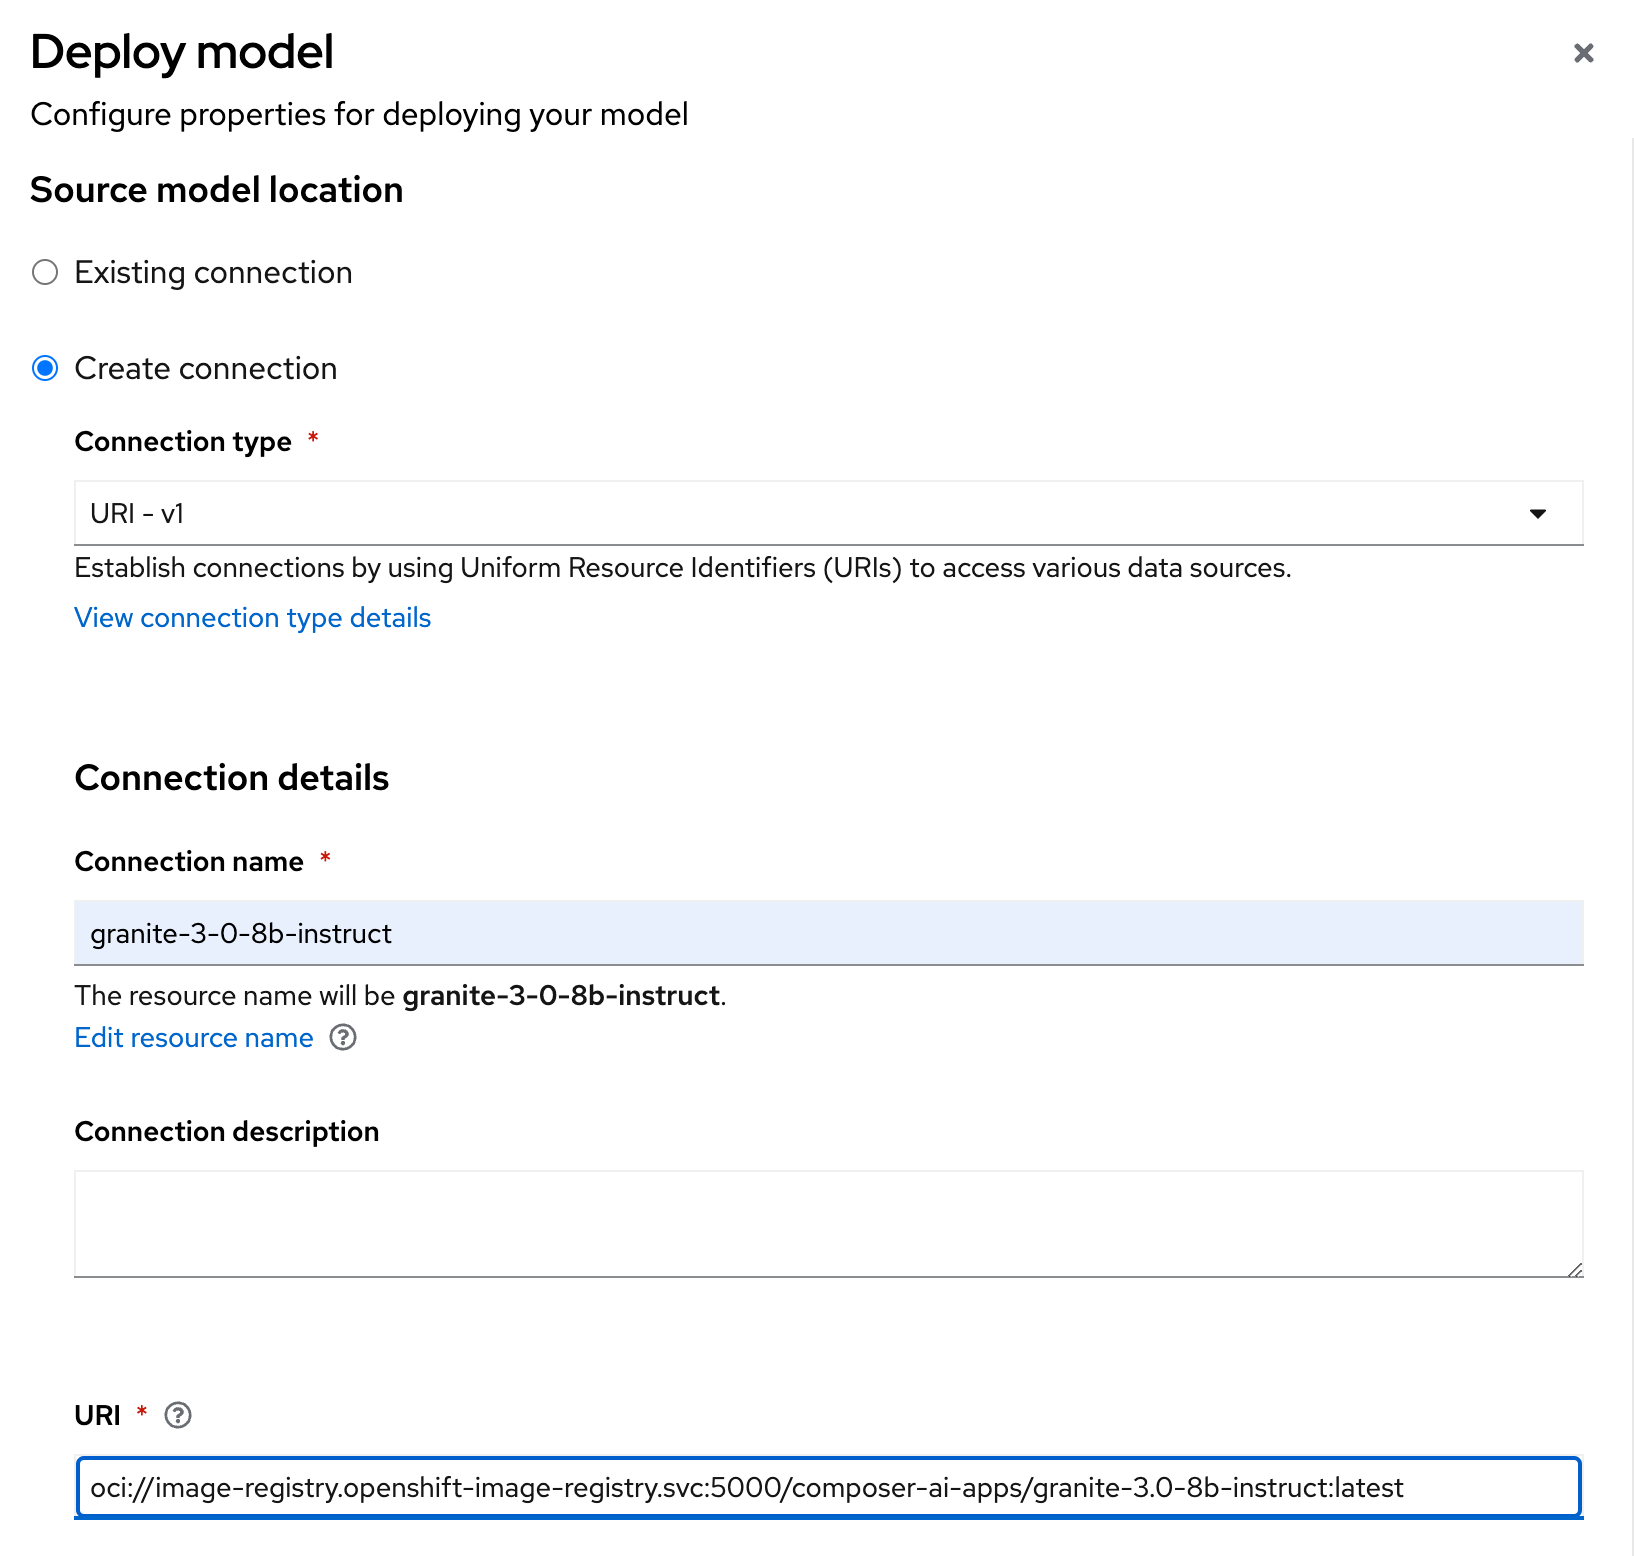 Deploy model
Configure properties for deploying your model
Source model location
Existing connection
Create connection
Connection type *
URI - v1
Establish connections by using Uniform Resource Identifiers (URIs) to access various data sources.
View connection type details
Connection details
Connection name *
granite-3-0-8b-instruct
The resource name will be granite-3-0-8b-instruct.
Edit resource name
Connection description
URI *
oci://image-registry.openshift-image-registry.svc:5000/composer-ai-apps/granite-3.0-8b-instruct:latest